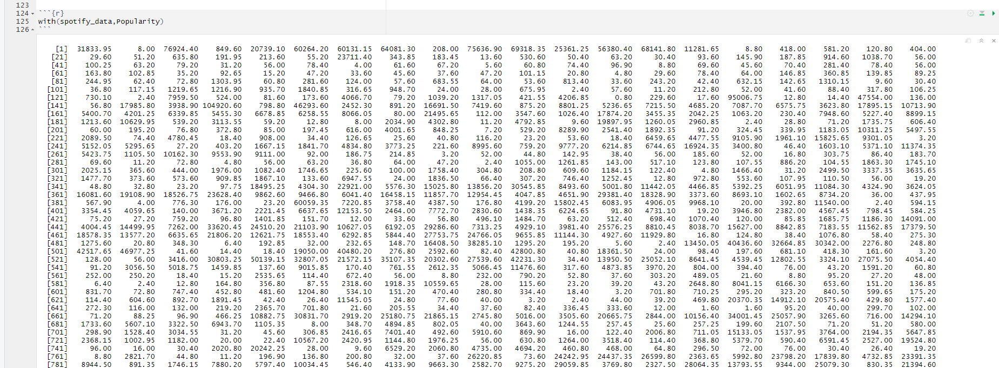 123
124 ```{r}
125 with(spotify_data,Popularity)
126 ```
[1] 31833.95 8.00 76924.40 849.60 20739.10 60264.20 60131.15 64081.30 208.00 75636.90 69318.35 25361.25 56380.40 68141.80 11281.65 8.80 418.00 581.20 120.80 404.00
[21] 29.60 51.20 635.80 191.95 213.60 55.20 23711.40 343.85 183.45 13.60 530.60 50.40 63.20 30.40 93.60 145.90 187.85 914.60 1038.70 56.00
[41] 100.25 63.20 79.20 31.20 56.00 78.40 4.00 61.60 67.20 5.60 60.80 74.40 96.90 8.80 69.60 45.60 70.40 281.40 78.40 56.00
[61] 163.80 102.85 35.20 92.65 15.20 47.20 33.60 45.60 37.60 47.20 101.15 20.80 4.80 29.60 78.40 64.00 146.85 360.85 139.85 89.25
[81] 244.95 62.40 72.80 1303.95 60.80 281.60 124.00 57.60 683.55 64.00 53.60 813.40 33.60 243.20 42.40 632.15 142.65 1310.15 9.60 30.40
[101] 36.80 117.15 1219.65 1216.90 935.70 1840.85 316.65 948.70 24.00 28.00 675.95 2.40 57.60 11.20 212.80 52.00 41.60 88.40 317.80 106.25
[121] 730.10 2.40 7959.50 524.00 81.60 173.60 4066.70 79.20 1039.20 1317.05 421.55 4206.85 0.80 229.60 17.60 95006.75 12.80 14.40 47554.00 136.00
[141] 56.80 17985.80 3938.90 104920.60 798.80 46293.60 2452.30 891.20 16691.50 7419.60 875.20 8801.25 5236.65 7215.50 4685.20 7087.70 6575.75 3623.80 17895.15 10713.90
[161] 5400.70 4201.25 6339.85 5455.30 6678.85 6258.55 8066.05 80.00 21495.65 112.00 3547.60 1026.40 17874.20 3455.35 2042.25 1063.20 230.40 7948.60 5227.40 8899.15
[181] 1213.60 10629.95 539.20 3113.55 59.20 12.80 8.00 2034.90 4302.80 11.20 4792.85 9.60 19897.95 1260.05 2960.85 2.40 28.80 71.20 1735.75 606.40
[201] 60.00 195.20 76.80 372.80 85.00 197.45 616.00 4001.65 848.25 7.20 529.20 8289.90 2541.40 1892.35 91.20 324.45 339.95 1183.05 10311.25 5497.55
[221] 2089.50 74.40 4780.45 18.40 908.00 34.40 126.65 25.60 40.80 116.20 23.20 53.60 18.40 6459.65 4477.55 9105.90 1961.10 15825.65 9301.05 3.20
[241] 5152.05 5295.65 27.20 403.20 1667.15 1841.70 4834.80 3773.25 221.60 8995.60 759.20 9777.20 6214.85 6744.65 16924.35 3400.80 46.40 1603.10 5371.10 11374.35
[261] 5423.75 1105.50 10162.30 9553.90 9111.00 92.00 186.75 214.85 3.20 52.00 44.80 142.95 38.40 56.00 185.60 52.00 16.80 303.75 86.40 183.70
[281] 69.60 11.20 72.80 4.80 56.00 63.20 36.80 64.00 47.20 2.40 1055.00 1261.85 143.00 517.10 123.80 107.55 886.20 104.55 1863.30 1745.10
[301] 2025.15 365.60 444.00 1976.00 1082.40 1746.65 225.60 100.00 1758.40 304.80 208.80 609.60 1184.15 122.40 4.80 1466.40 31.20 2499.50 3337.35 3635.65
[321] 1477.70 373.60 573.60 909.85 1867.10 133.60 6947.55 24.00 1836.50 66.40 307.20 746.40 1252.45 12.80 972.80 553.60 107.95 110.50 56.00 19.20
[341] 48.80 32.80 23.20 97.75 18495.25 4304.30 22921.00 5576.30 15025.80 13856.20 30545.85 8493.60 5001.80 11442.05 4466.85 5392.25 6051.95 11084.30 4324.90 3624.05
[361] 16081.60 19108.90 18526.75 23628.40 9862.60 9466.80 6041.40 16458.15 11857.70 12954.45 4047.85 4651.90 29381.40 18328.90 3373.60 8693.10 1602.65 8734.20 36.00 437.95
[381] 567.90 4.00 776.30 176.00 23.20 60059.35 7220.85 3758.40 4387.50 176.80 4199.20 15802.45 6083.95 4906.05 9968.10 20.00 392.80 11540.00 2.40 594.15
[401] 3354.45 4059.65 140.00 3671.20 2221.45 6637.65 12153.50 2464.00 7772.70 2830.60 1438.35 6224.65 91.80 4731.10 19.20 3946.80 2382.00 4567.45 798.45 584.25
[421] 75.20 27.20 759.20 96.80 1401.85 151.70 12.00 33.60 56.80 496.10 1484.70 63.20 512.40 698.40 1070.40 120.00 85.85 1685.75 1186.30 14091.00
[441] 4004.45 14499.95 7262.00 33620.45 24510.20 21103.90 10627.05 6192.05 29286.60 7313.25 4929.10 3981.40 25576.25 8810.45 8038.70 15627.00 8842.85 7183.55 11562.85 17379.50
[461] 18578.35 13577.20 6635.65 21806.20 12621.75 18553.40 6292.85 5844.40 27753.75 24766.05 9655.85 11144.30 4927.60 11929.80 16.80 124.80 38.40 1076.80 58.40 275.30
[481] 1275.60 20.80 348.30 6.40 192.85 32.00 232.65 148.70 16408.50 38285.10 1295.20 195.20 5.60 2.40 13450.05 40436.60 32664.85 30342.00 2276.80 248.80
[501] 42517.65 46977.25 41.60 14.40 18.40 19050.00 40480.20 276.80 2592.60 82.40 42800.80 40.80 18361.50 24.00 98.40 197.60 681.10 418.30 161.60 3.20
[521] 128.00 56.00 3416.00 30803.25 50139.15 32807.05 21572.15 35107.35 20302.60 27539.60 42231.30 34.40 13950.50 25052.10 8641.45 4539.45 12802.55 3324.10 27075.50 4054.40
[541] 91.20 3056.50 5018.75 1459.85 137.60 9015.85 170.40 761.55 2612.35 5066.45 11476.60 317.60 4873.85 3970.20 804.00 394.40 76.00 43.20 1591.20 60.80
[561] 252.00 250.20 18.40 15.20 2535.65 114.40 672.40 56.00 8.80 232.00 790.20 52.80 37.60 303.20 489.05 21.60 8.80 95.20 27.20 48.00
[581] 6.40 2.40 12.80 164.80 356.80 87.55 2318.60 1918.35 10559.65 28.00 115.60 23.20 39.20 43.20 2648.80 8041.15 6166.30 653.60 151.20 136.85
[601] 831.70 72.80 747.40 452.80 481.60 1204.80 534.10 151.20 470.40 280.80 334.40 18.40 3.20 701.80 710.25 295.20 323.20 840.50 599.65 175.20
[621] 114.40 604.60 892.70 1891.45 42.40 26.40 11545.05 24.80 77.60 40.00 3.20 2.40 44.00 39.20 469.80 20370.35 14912.10 20575.40 429.80 1577.40
[641] 272.30 116.00 132.00 219.20 2365.70 701.80 21.60 205.55 34.40 37.60 82.40 336.45 333.60 12.00 1.60 1.60 95.20 40.00 299.70 102.00
[661] 71.20 88.25 96.90 466.25 10882.75 30831.70 2919.20 25180.75 21865.15 2745.80 5016.00 3505.60 20665.75 2844.00 10156.40 34001.45 25057.90 3265.60 716.00 14294.10
[681] 1733.60 5607.10 3322.50 6943.70 1105.35 8.00 348.70 4894.85 802.05 40.00 3643.60 1244.55 257.45 25.60 257.25 199.60 2107.50 71.20 51.20 580.00
[701] 298.90 1528.40 3034.55 31.20 45.60 306.85 2416.65 7401.40 492.60 5910.60 869.90 16.00 122.40 2006.80 711.05 15133.05 1537.95 3764.00 2194.35 5647.85
[721] 2368.15 1002.95 1182.00 20.00 22.40 10567.20 2420.95 1144.80 1976.25 56.00 630.80 1264.00 3518.40 114.40 368.80 5379.70 590.40 6591.45 2527.00 19524.80
[741] 96.00 16.00 30.40 2020.80 20242.25 28.00 9.60 6529.20 2060.80 4735.00 4694.20 460.80 468.00 64.80 296.50 72.00 76.00 30.40 26.40 19.20
[761] 8.80 2821.70 44.80 11.20 196.90 136.80 200.80 32.00 37.60 26220.85 73.60 24242.95 24437.35 26599.80 2363.65 5992.80 23798.20 17839.80 4732.85 23391.35
[781] 8944.50 891.35 1746.15 7880.20 5797.40 10034.45 546.40 4133.90 9663.30 2582.70 9275.20 29059.85 3769.80 2327.50 28064.35 13793.55 9344.00 25079.30 830.35 21394.60